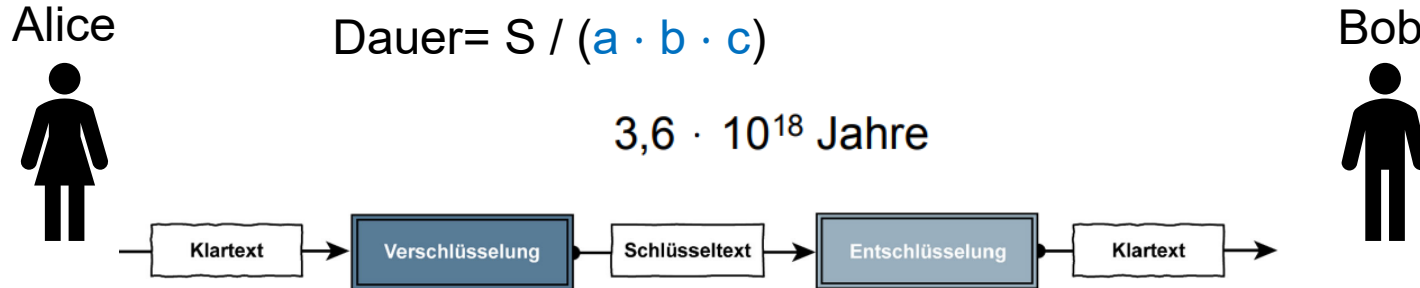 Alice
Dauer= S / (a · b · c)
Bob
3,6 · 10¹⁸ Jahre
Klartext
Verschlüsselung
Schlüsseltext
Entschlüsselung
Klartext